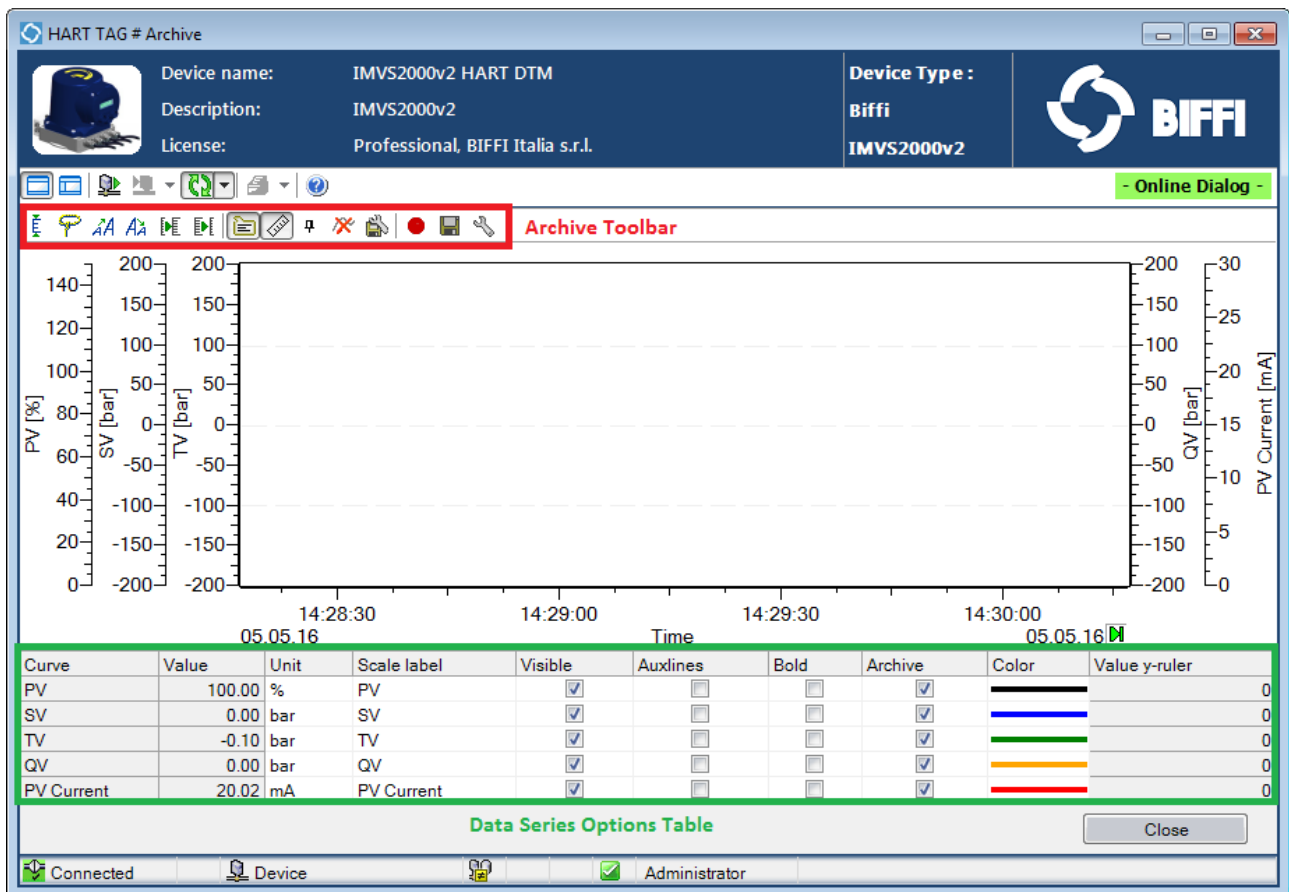 HART TAG # Archive
Device name: IMVS2000v2 HART DTM Device Type :
Description: IMVS2000v2 Biffi
License: Professional, BIFFI Italia s.r.l. IMVS2000v2
BIFFI
- Online Dialog -
Archive Toolbar
PV [%]
140
120
100
80
60
40
20
0
SV [bar]
200
150
100
50
0
-50
-100
-150
-200
TV [bar]
200
150
100
50
0
-50
-100
-150
-200
200
150
100
50
0
-50
-100
-150
-200
QV [bar]
30
25
20
15
10
5
0
PV Current [mA]
14:28:30 14:29:00 14:29:30 14:30:00
05.05.16 Time 05.05.16
Curve Value Unit Scale label Visible Auxlines Bold Archive Color Value y-ruler
PV 100.00 % PV 0
SV 0.00 bar SV 0
TV -0.10 bar TV 0
QV 0.00 bar QV 0
PV Current 20.02 mA PV Current 0
Data Series Options Table
Close
Connected Device Administrator